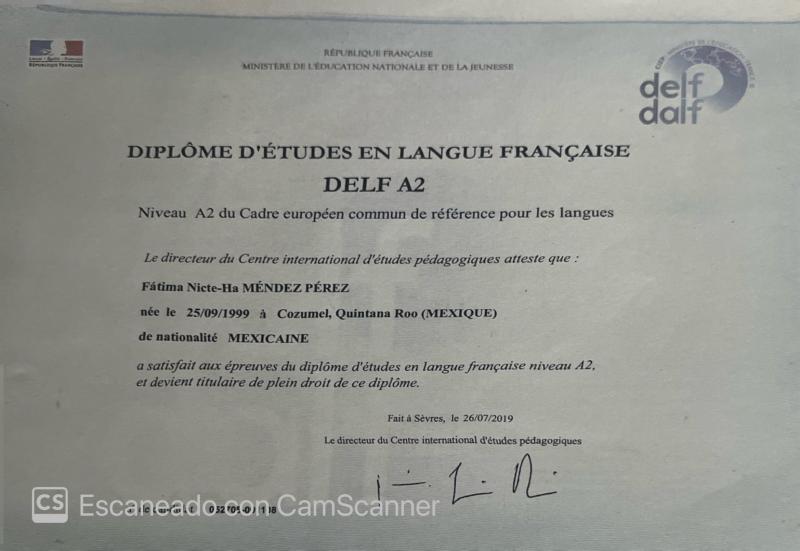 RÉPUBLIQUE FRANÇAISE
RÉPUBLIQUE FRANÇAISE
MINISTÈRE DE L'ÉDUCATION NATIONALE ET DE LA JEUNESSE
delf
dalf
DIPLÔME D'ÉTUDES EN LANGUE FRANÇAISE
DELF A2
Niveau A2 du Cadre européen commun de référence pour les langues
Le directeur du Centre international d'études pédagogiques atteste que :
Fátima Nicte-Ha MÉNDEZ PÉREZ
née le 25/09/1999 à Cozumel, Quintana Roo (MEXIQUE)
de nationalité MEXICAINE
a satisfait aux épreuves du diplôme d'études en langue française niveau A2,
et devient titulaire de plein droit de ce diplôme.
Fait à Sèvres, le 26/07/2019
Le directeur du Centre international d'études pédagogiques
CS Escaneado con CamScanner